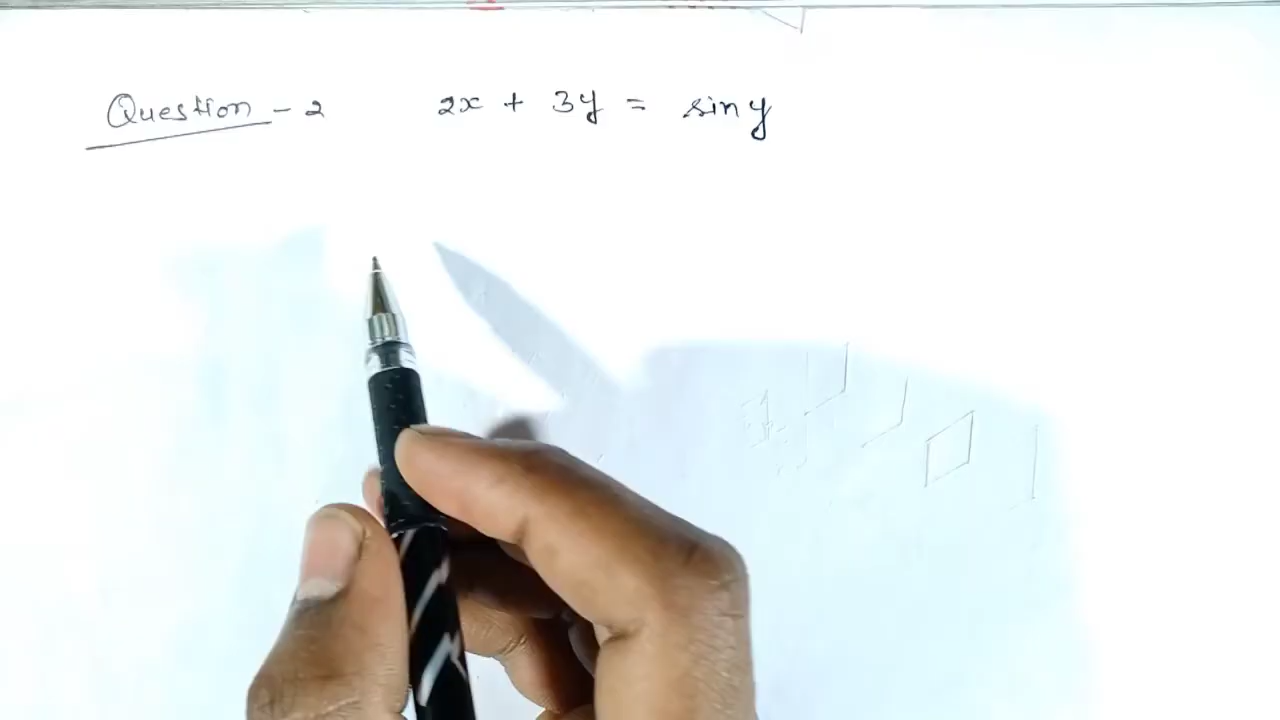 Question - 2 2x + 3y = sin y